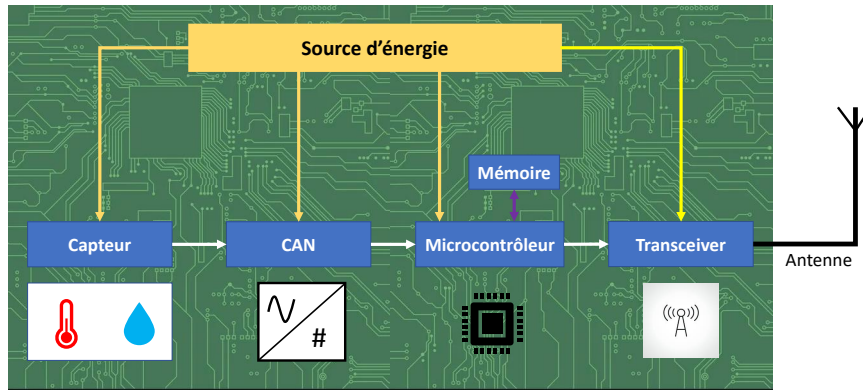 Source d'énergie
Mémoire
Capteur
CAN
Microcontrôleur
Transceiver
Antenne
#